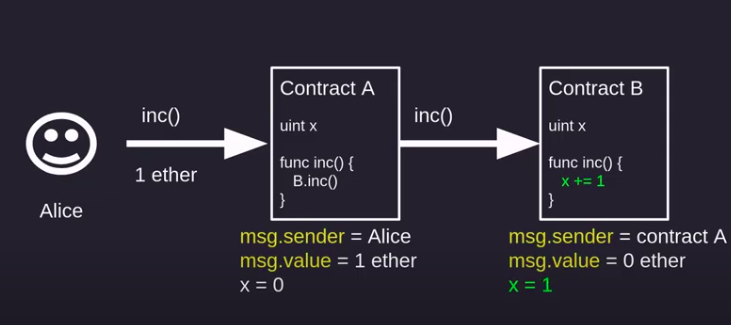 Alice
inc()
1 ether
Contract A
uint x
func inc() {
B.inc()
}
msg.sender = Alice
msg.value = 1 ether
x = 0
inc()
Contract B
uint x
func inc() {
x += 1
}
msg.sender = contract A
msg.value = 0 ether
x = 1